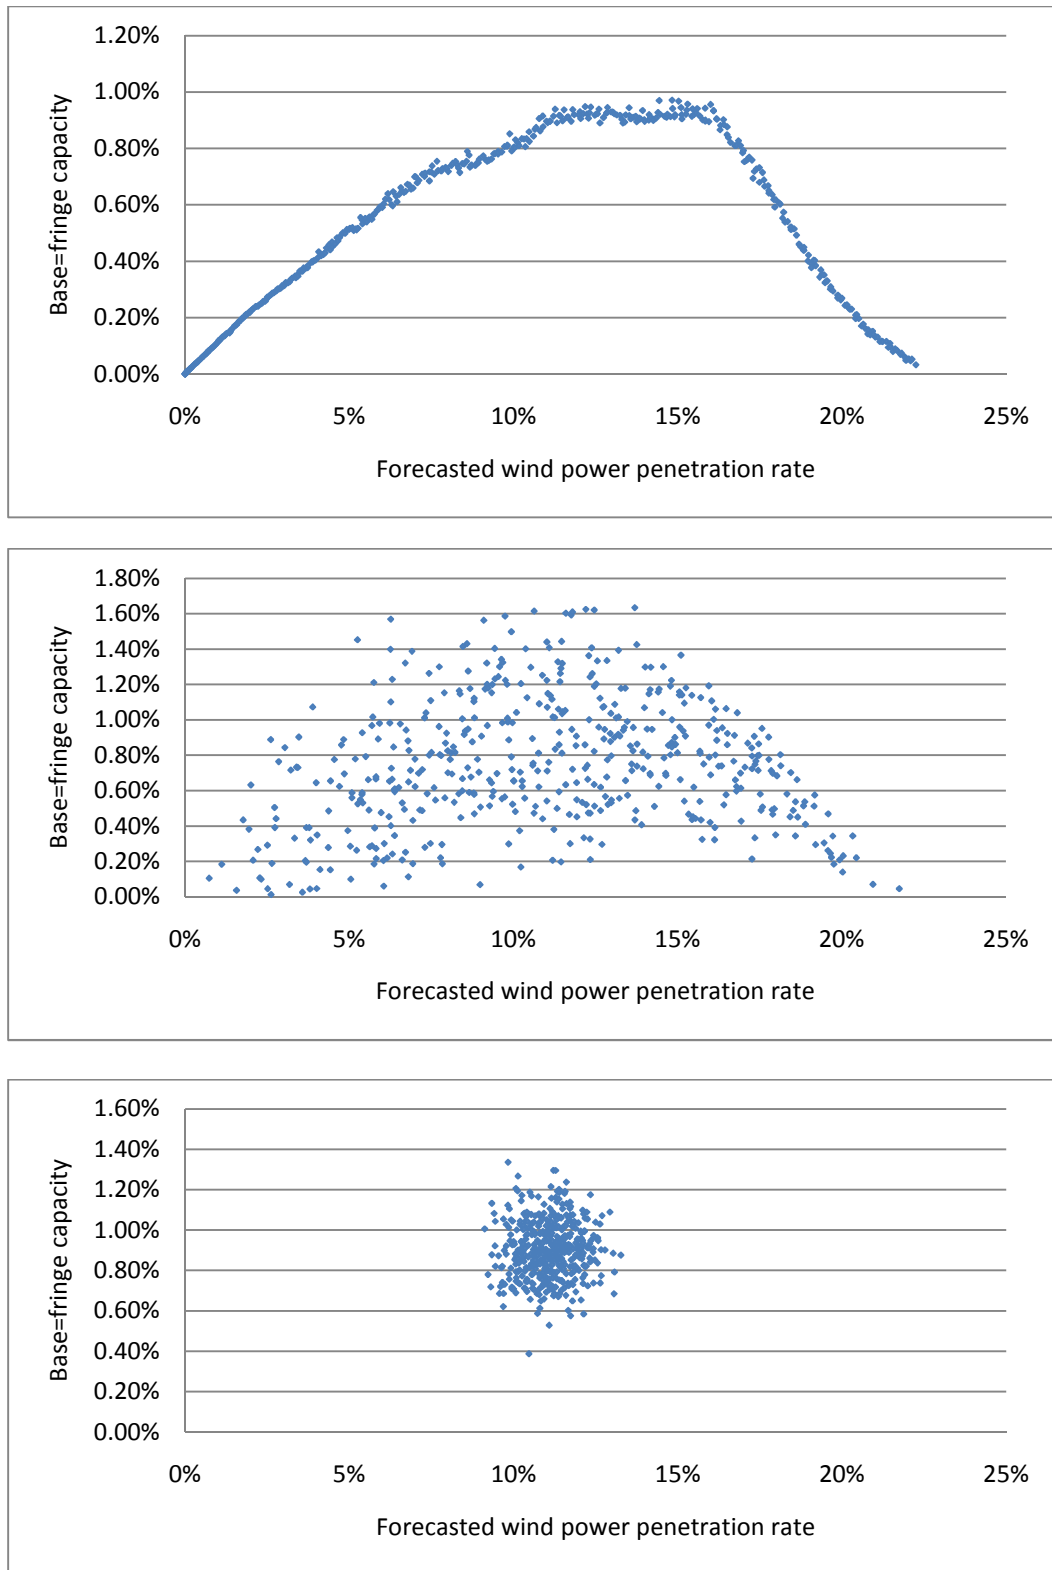 1.20%
1.00%
0.80%
0.60%
0.40%
0.20%
0.00%
Base=fringe capacity
0% 5% 10% 15% 20% 25%
Forecasted wind power penetration rate
1.80%
1.60%
1.40%
1.20%
1.00%
0.80%
0.60%
0.40%
0.20%
0.00%
Base=fringe capacity
0% 5% 10% 15% 20% 25%
Forecasted wind power penetration rate
1.60%
1.40%
1.20%
1.00%
0.80%
0.60%
0.40%
0.20%
0.00%
Base=fringe capacity
0% 5% 10% 15% 20% 25%
Forecasted wind power penetration rate